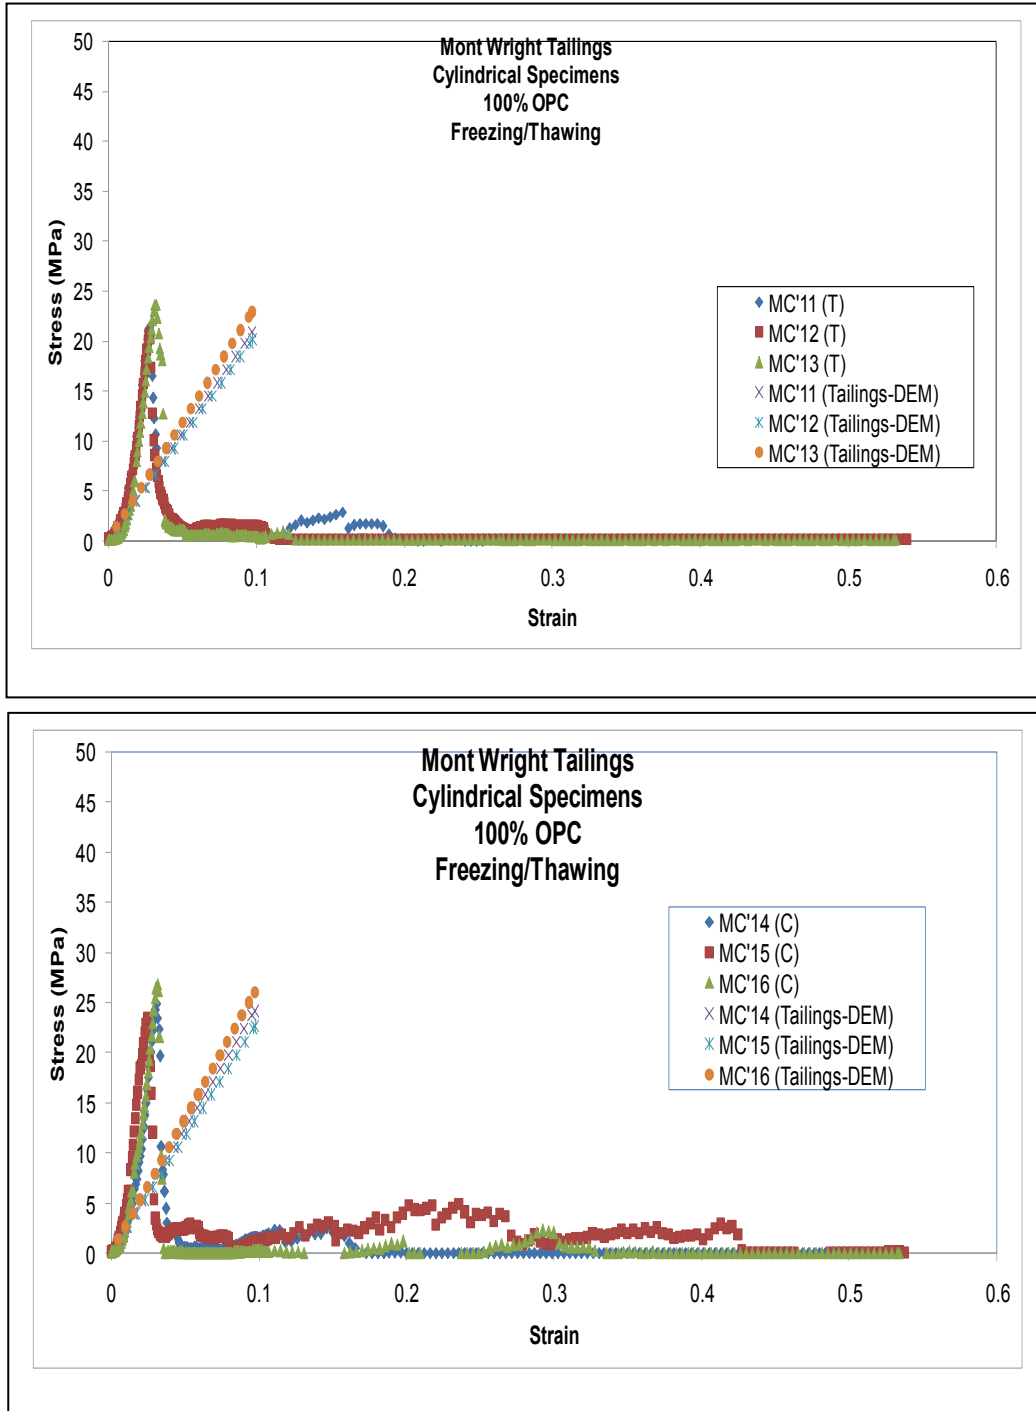 Mont Wright Tailings
Cylindrical Specimens
100% OPC
Freezing/Thawing
50
45
40
35
30
25
20
15
10
5
0
Stress (MPa)
MC'11 (T)
MC'12 (T)
MC'13 (T)
MC'11 (Tailings-DEM)
MC'12 (Tailings-DEM)
MC'13 (Tailings-DEM)
0 0.1 0.2 0.3 0.4 0.5 0.6
Strain
Mont Wright Tailings
Cylindrical Specimens
100% OPC
Freezing/Thawing
50
45
40
35
30
25
20
15
10
5
0
Stress (MPa)
MC'14 (C)
MC'15 (C)
MC'16 (C)
MC'14 (Tailings-DEM)
MC'15 (Tailings-DEM)
MC'16 (Tailings-DEM)
0 0.1 0.2 0.3 0.4 0.5 0.6
Strain